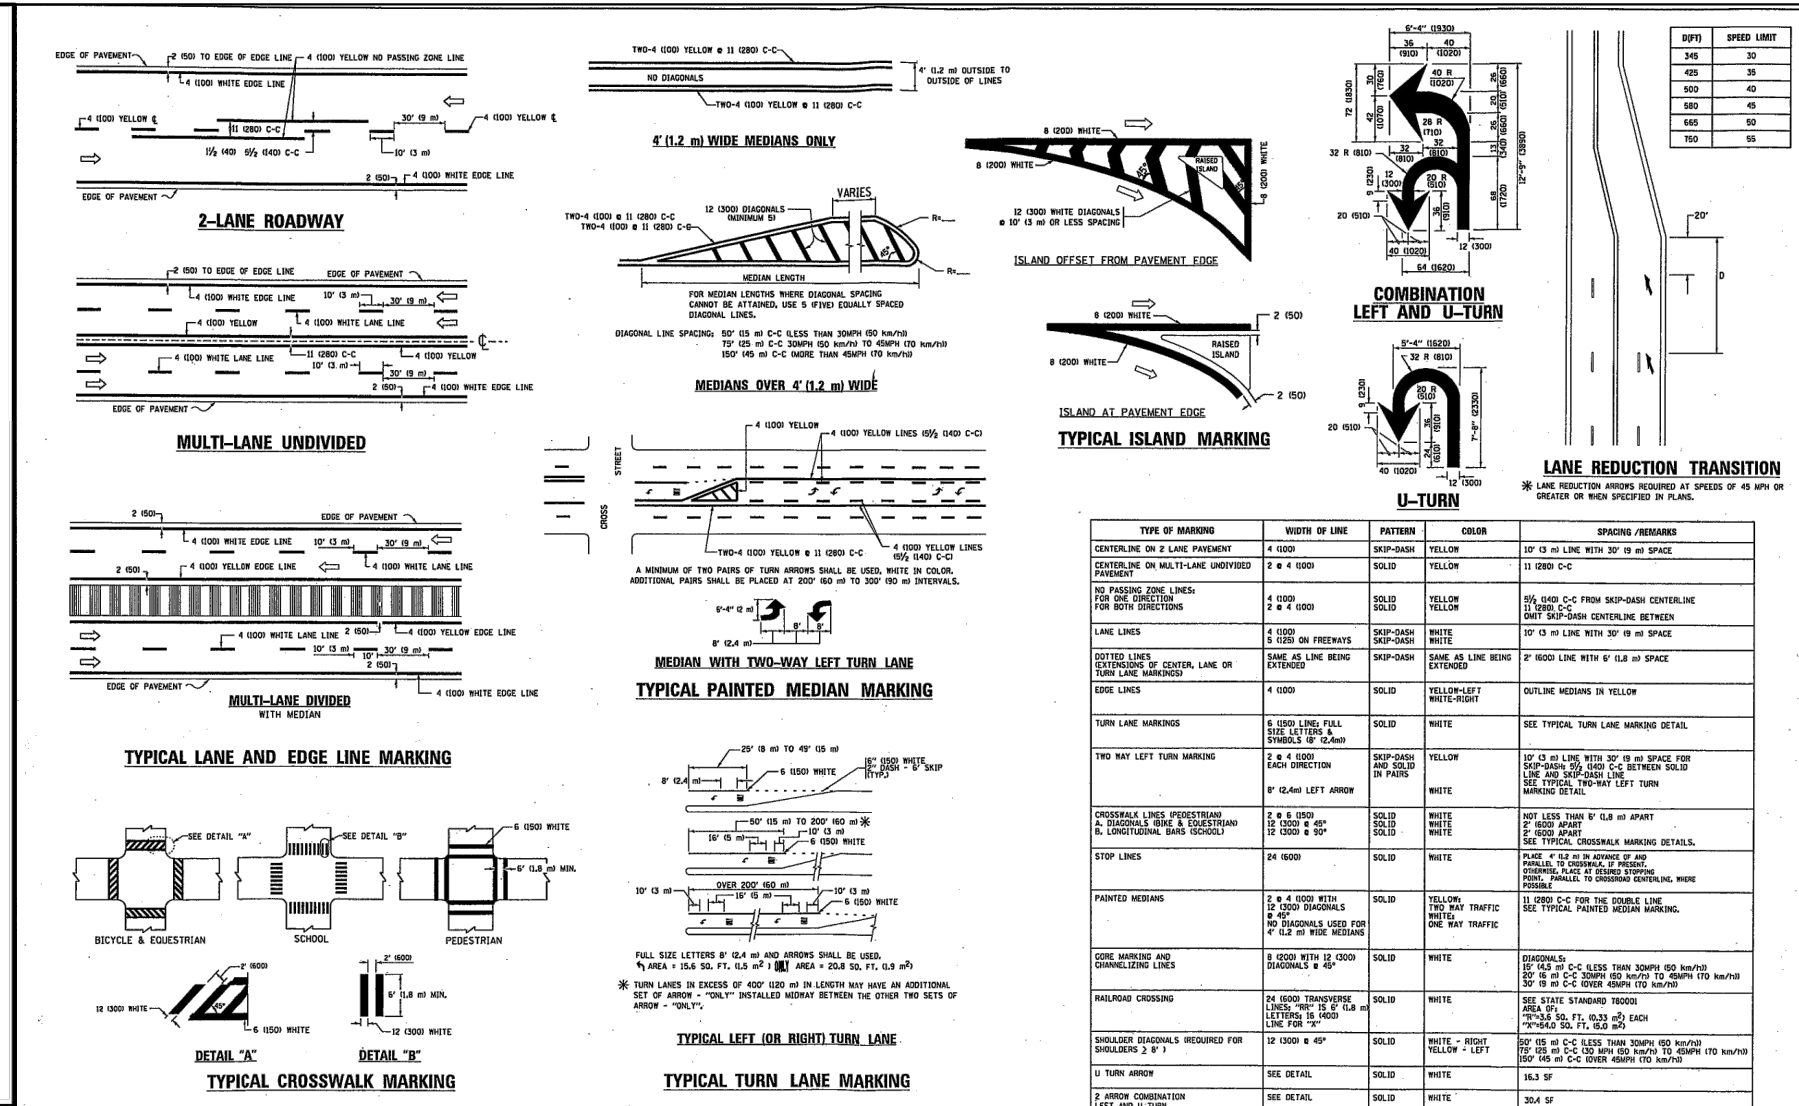 EDGE OF PAVEMENT
2 (50) TO EDGE OF EDGE LINE
4 (100) YELLOW NO PASSING ZONE LINE
4 (100) WHITE EDGE LINE
4 (100) YELLOW ℄
30' (9 m)
4 (100) YELLOW ℄
11 (280) C-C
1½ (40)
5½ (140) C-C
10' (3 m)
2 (50)
4 (100) WHITE EDGE LINE
EDGE OF PAVEMENT
2-LANE ROADWAY
2 (50) TO EDGE OF EDGE LINE
EDGE OF PAVEMENT
4 (100) WHITE EDGE LINE
10' (3 m)
30' (9 m)
4 (100) YELLOW
4 (100) WHITE LANE LINE
℄
4 (100) WHITE LANE LINE
11 (280) C-C
4 (100) YELLOW
10' (3 m)
30' (9 m)
2 (50)
4 (100) WHITE EDGE LINE
EDGE OF PAVEMENT
MULTI-LANE UNDIVIDED
2 (50)
EDGE OF PAVEMENT
4 (100) WHITE EDGE LINE
10' (3 m)
30' (9 m)
2 (50)
4 (100) YELLOW EDGE LINE
4 (100) WHITE LANE LINE
4 (100) WHITE LANE LINE
2 (50)
4 (100) YELLOW EDGE LINE
10' (3 m)
30' (9 m)
10'
2 (50)
EDGE OF PAVEMENT
4 (100) WHITE EDGE LINE
MULTI-LANE DIVIDED
WITH MEDIAN
TYPICAL LANE AND EDGE LINE MARKING
SEE DETAIL "A"
SEE DETAIL "B"
6 (150) WHITE
6' (1.8 m) MIN.
BICYCLE & EQUESTRIAN
SCHOOL
PEDESTRIAN
2' (600)
12 (300) WHITE
45°
6 (150) WHITE
DETAIL "A"
2' (600)
6' (1.8 m) MIN.
12 (300) WHITE
DETAIL "B"
TYPICAL CROSSWALK MARKING
TWO-4 (100) YELLOW @ 11 (280) C-C
NO DIAGONALS
4' (1.2 m) OUTSIDE TO
OUTSIDE OF LINES
TWO-4 (100) YELLOW @ 11 (280) C-C
4' (1.2 m) WIDE MEDIANS ONLY
VARIES
12 (300) DIAGONALS
(MINIMUM 5)
TWO-4 (100) @ 11 (280) C-C
TWO-4 (100) @ 11 (280) C-C
R=
45°
R=
MEDIAN LENGTH
FOR MEDIAN LENGTHS WHERE DIAGONAL SPACING
CANNOT BE ATTAINED, USE 5 (FIVE) EQUALLY SPACED
DIAGONAL LINES.
DIAGONAL LINE SPACING: 50' (15 m) C-C (LESS THAN 30MPH (50 km/h))
75' (25 m) C-C 30MPH (50 km/h) TO 45MPH (70 km/h))
150' (45 m) C-C (MORE THAN 45MPH (70 km/h))
MEDIANS OVER 4' (1.2 m) WIDE
4 (100) YELLOW
4 (100) YELLOW LINES (5½ (140) C-C)
STREET
CROSS
TWO-4 (100) YELLOW @ 11 (280) C-C
4 (100) YELLOW LINES
(5½ (140) C-C)
A MINIMUM OF TWO PAIRS OF TURN ARROWS SHALL BE USED, WHITE IN COLOR.
ADDITIONAL PAIRS SHALL BE PLACED AT 200' (60 m) TO 300' (90 m) INTERVALS.
6'-4" (2 m)
8'
8'
8' (2.4 m)
MEDIAN WITH TWO-WAY LEFT TURN LANE
TYPICAL PAINTED MEDIAN MARKING
25' (8 m) TO 49' (15 m)
8' (2.4 m)
6 (150) WHITE
6" (150) WHITE
2" DASH - 6' SKIP
(TYP.)
50' (15 m) TO 200' (60 m) ※
10' (3 m)
16' (5 m)
6 (150) WHITE
OVER 200' (60 m)
10' (3 m)
16' (5 m)
10' (3 m)
6 (150) WHITE
FULL SIZE LETTERS 8' (2.4 m) AND ARROWS SHALL BE USED.
AREA = 15.6 SQ. FT. (1.5 m²) ONLY AREA = 20.8 SQ. FT. (1.9 m²)
※ TURN LANES IN EXCESS OF 400' (120 m) IN LENGTH MAY HAVE AN ADDITIONAL
SET OF ARROW - "ONLY" INSTALLED MIDWAY BETWEEN THE OTHER TWO SETS OF
ARROW - "ONLY".
TYPICAL LEFT (OR RIGHT) TURN LANE
TYPICAL TURN LANE MARKING
8 (200) WHITE
8 (200) WHITE
RAISED
ISLAND
45°
45°
8 (200) WHITE
12 (300) WHITE DIAGONALS
@ 10' (3 m) OR LESS SPACING
ISLAND OFFSET FROM PAVEMENT EDGE
8 (200) WHITE
2 (50)
RAISED
ISLAND
8 (200) WHITE
2 (50)
ISLAND AT PAVEMENT EDGE
TYPICAL ISLAND MARKING
6'-4" (1930)
36 (910)
40 (1020)
40 R (1020)
72 (1830)
30 (760)
42 (1070)
28 R (710)
26 (660)
20 (510)
26 (660)
13 (340)
12'-9" (3890)
32 (810)
32 (810)
32 R (810)
20 R (510)
12 (300)
9 (230)
36 (910)
68 (1720)
20 (510)
40 (1020)
12 (300)
64 (1620)
COMBINATION
LEFT AND U-TURN
5'-4" (1620)
32 R (810)
20 R (510)
9 (230)
36 (910)
7'-8" (2330)
20 (510)
24 (610)
40 (1020)
12 (300)
U-TURN
D(FT) SPEED LIMIT
345 30
425 35
500 40
580 45
665 50
750 55
20'
D
LANE REDUCTION TRANSITION
※ LANE REDUCTION ARROWS REQUIRED AT SPEEDS OF 45 MPH OR
GREATER OR WHEN SPECIFIED IN PLANS.
TYPE OF MARKING WIDTH OF LINE PATTERN COLOR SPACING /REMARKS
CENTERLINE ON 2 LANE PAVEMENT 4 (100) SKIP-DASH YELLOW 10' (3 m) LINE WITH 30' (9 m) SPACE
CENTERLINE ON MULTI-LANE UNDIVIDED 2 @ 4 (100) SOLID YELLOW 11 (280) C-C
PAVEMENT
NO PASSING ZONE LINES:
FOR ONE DIRECTION 4 (100) SOLID YELLOW 5½ (140) C-C FROM SKIP-DASH CENTERLINE
FOR BOTH DIRECTIONS 2 @ 4 (100) SOLID YELLOW 11 (280) C-C
OMIT SKIP-DASH CENTERLINE BETWEEN
LANE LINES 4 (100) SKIP-DASH WHITE 10' (3 m) LINE WITH 30' (9 m) SPACE
5 (125) ON FREEWAYS SKIP-DASH WHITE
DOTTED LINES SAME AS LINE BEING SKIP-DASH SAME AS LINE BEING 2' (600) LINE WITH 6' (1.8 m) SPACE
(EXTENSIONS OF CENTER, LANE OR EXTENDED EXTENDED
TURN LANE MARKINGS)
EDGE LINES 4 (100) SOLID YELLOW-LEFT OUTLINE MEDIANS IN YELLOW
WHITE-RIGHT
TURN LANE MARKINGS 6 (150) LINE; FULL SOLID WHITE SEE TYPICAL TURN LANE MARKING DETAIL
SIZE LETTERS &
SYMBOLS (8' (2.4m))
TWO WAY LEFT TURN MARKING 2 @ 4 (100) SKIP-DASH YELLOW 10' (3 m) LINE WITH 30' (9 m) SPACE FOR
EACH DIRECTION AND SOLID SKIP-DASH; 5½ (140) C-C BETWEEN SOLID
IN PAIRS LINE AND SKIP-DASH LINE
SEE TYPICAL TWO-WAY LEFT TURN
8' (2.4m) LEFT ARROW WHITE MARKING DETAIL
CROSSWALK LINES (PEDESTRIAN) 2 @ 6 (150) SOLID WHITE NOT LESS THAN 6' (1.8 m) APART
A. DIAGONALS (BIKE & EQUESTRIAN) 12 (300) @ 45° SOLID WHITE 2' (600) APART
B. LONGITUDINAL BARS (SCHOOL) 12 (300) @ 90° SOLID WHITE 2' (600) APART
SEE TYPICAL CROSSWALK MARKING DETAILS.
STOP LINES 24 (600) SOLID WHITE PLACE 4' (1.2 m) IN ADVANCE OF AND
PARALLEL TO CROSSWALK, IF PRESENT.
OTHERWISE, PLACE AT DESIRED STOPPING
POINT. PARALLEL TO CROSSROAD CENTERLINE, WHERE
POSSIBLE
PAINTED MEDIANS 2 @ 4 (100) WITH SOLID YELLOW: 11 (280) C-C FOR THE DOUBLE LINE
12 (300) DIAGONALS TWO WAY TRAFFIC SEE TYPICAL PAINTED MEDIAN MARKING.
@ 45° WHITE:
NO DIAGONALS USED FOR ONE WAY TRAFFIC
4' (1.2 m) WIDE MEDIANS
GORE MARKING AND 8 (200) WITH 12 (300) SOLID WHITE DIAGONALS:
CHANNELIZING LINES DIAGONALS @ 45° 15' (4.5 m) C-C (LESS THAN 30MPH (50 km/h))
20' (6 m) C-C 30MPH (50 km/h) TO 45MPH (70 km/h))
30' (9 m) C-C (OVER 45MPH (70 km/h))
RAILROAD CROSSING 24 (600) TRANSVERSE SOLID WHITE SEE STATE STANDARD 780001
LINES; "RR" IS 6' (1.8 m) AREA OF:
LETTERS; 16 (400) "R"=3.6 SQ. FT. (0.33 m²) EACH
LINE FOR "X" "X"=54.0 SQ. FT. (5.0 m²)
SHOULDER DIAGONALS (REQUIRED FOR 12 (300) @ 45° SOLID WHITE - RIGHT 50' (15 m) C-C (LESS THAN 30MPH (50 km/h))
SHOULDERS ≥ 8') YELLOW - LEFT 75' (25 m) C-C (30 MPH (50 km/h) TO 45MPH (70 km/h))
150' (45 m) C-C (OVER 45MPH (70 km/h))
U TURN ARROW SEE DETAIL SOLID WHITE 16.3 SF
2 ARROW COMBINATION SEE DETAIL SOLID WHITE 30.4 SF
LEFT AND U-TURN